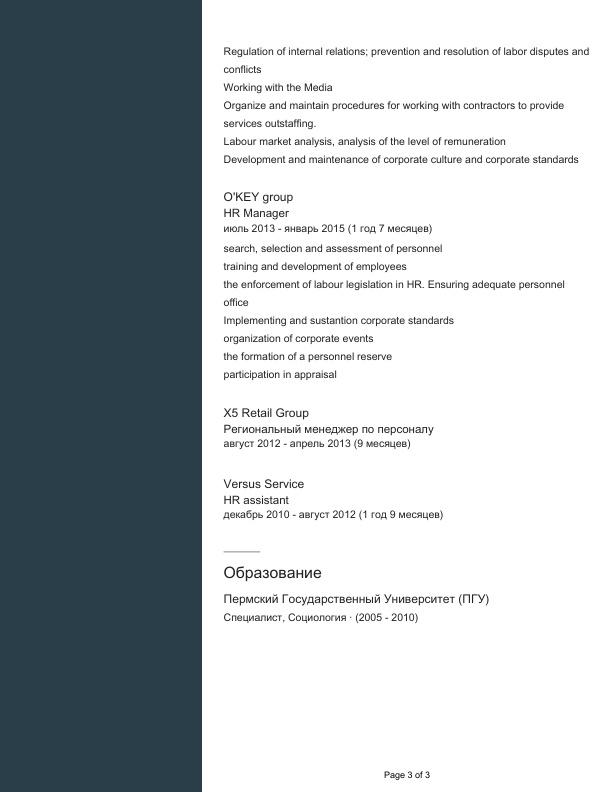 Regulation of internal relations; prevention and resolution of labor disputes and
conflicts
Working with the Media
Organize and maintain procedures for working with contractors to provide
services outstaffing.
Labour market analysis, analysis of the level of remuneration
Development and maintenance of corporate culture and corporate standards
O'KEY group
HR Manager
июль 2013 - январь 2015 (1 год 7 месяцев)
search, selection and assessment of personnel
training and development of employees
the enforcement of labour legislation in HR. Ensuring adequate personnel
office
Implementing and sustantion corporate standards
organization of corporate events
the formation of a personnel reserve
participation in appraisal
X5 Retail Group
Региональный менеджер по персоналу
август 2012 - апрель 2013 (9 месяцев)
Versus Service
HR assistant
декабрь 2010 - август 2012 (1 год 9 месяцев)
Образование
Пермский Государственный Университет (ПГУ)
Специалист, Социология · (2005 - 2010)
Page 3 of 3